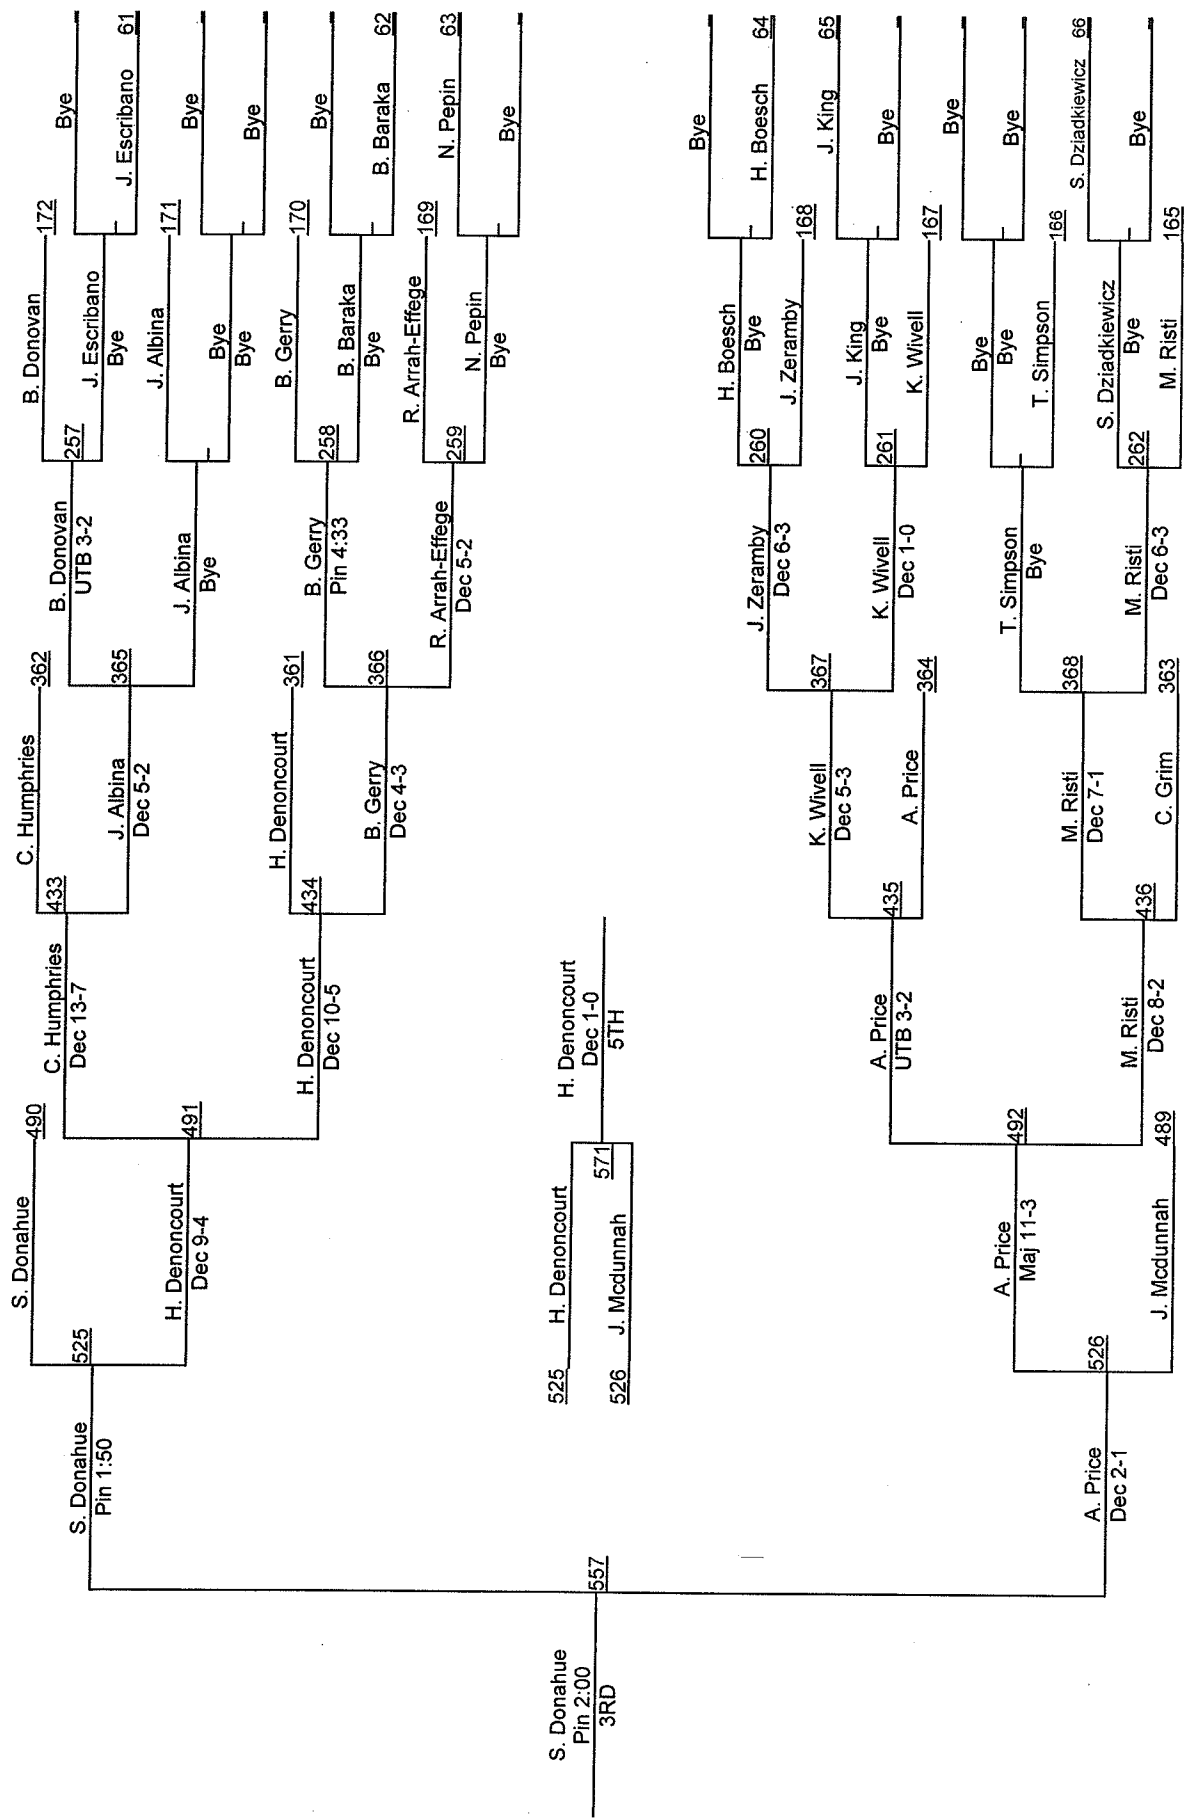 Bye
J. Escribano 61
Bye
Bye
Bye
B. Baraka 62
N. Pepin 63
Bye
Bye
H. Boesch 64
J. King 65
Bye
Bye
Bye
S. Dziadkiewicz 66
Bye
B. Donovan 172
J. Escribano
Bye
J. Albina 171
Bye
Bye
B. Gerry 170
B. Baraka
Bye
R. Arrah-Effege 169
N. Pepin
Bye
H. Boesch
Bye
J. Zeramby 168
J. King
Bye
K. Wivell 167
Bye
Bye
T. Simpson 166
S. Dziadkiewicz
Bye
M. Risti 165
B. Donovan 257
UTB 3-2
J. Albina
Bye
B. Gerry 258
Pin 4:33
R. Arrah-Effege 259
Dec 5-2
J. Zeramby 260
Dec 6-3
K. Wivell 261
Dec 1-0
T. Simpson
Bye
M. Risti 262
Dec 6-3
C. Humphries 362
J. Albina 365
Dec 5-2
H. Denoncourt 361
B. Gerry 366
Dec 4-3
K. Wivell 367
Dec 5-3
A. Price 364
M. Risti 368
Dec 7-1
C. Grim 363
C. Humphries 433
Dec 13-7
H. Denoncourt 434
Dec 10-5
A. Price 435
UTB 3-2
M. Risti 436
Dec 8-2
S. Donahue 490
H. Denoncourt 491
Dec 9-4
A. Price 492
Maj 11-3
J. Mcdunnah 489
525 H. Denoncourt
526 J. Mcdunnah
571
H. Denoncourt
Dec 1-0
5TH
S. Donahue 525
Pin 1:50
A. Price 526
Dec 2-1
S. Donahue 557
Pin 2:00
3RD